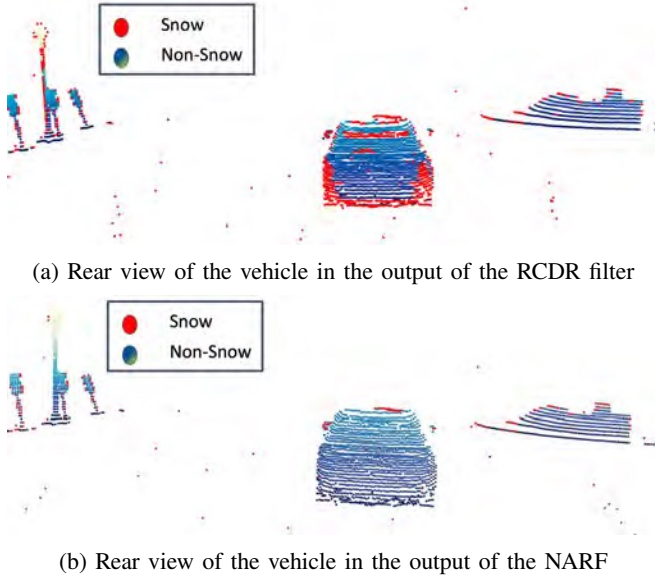 Snow
Non-Snow
(a) Rear view of the vehicle in the output of the RCDR filter
Snow
Non-Snow
(b) Rear view of the vehicle in the output of the NARF